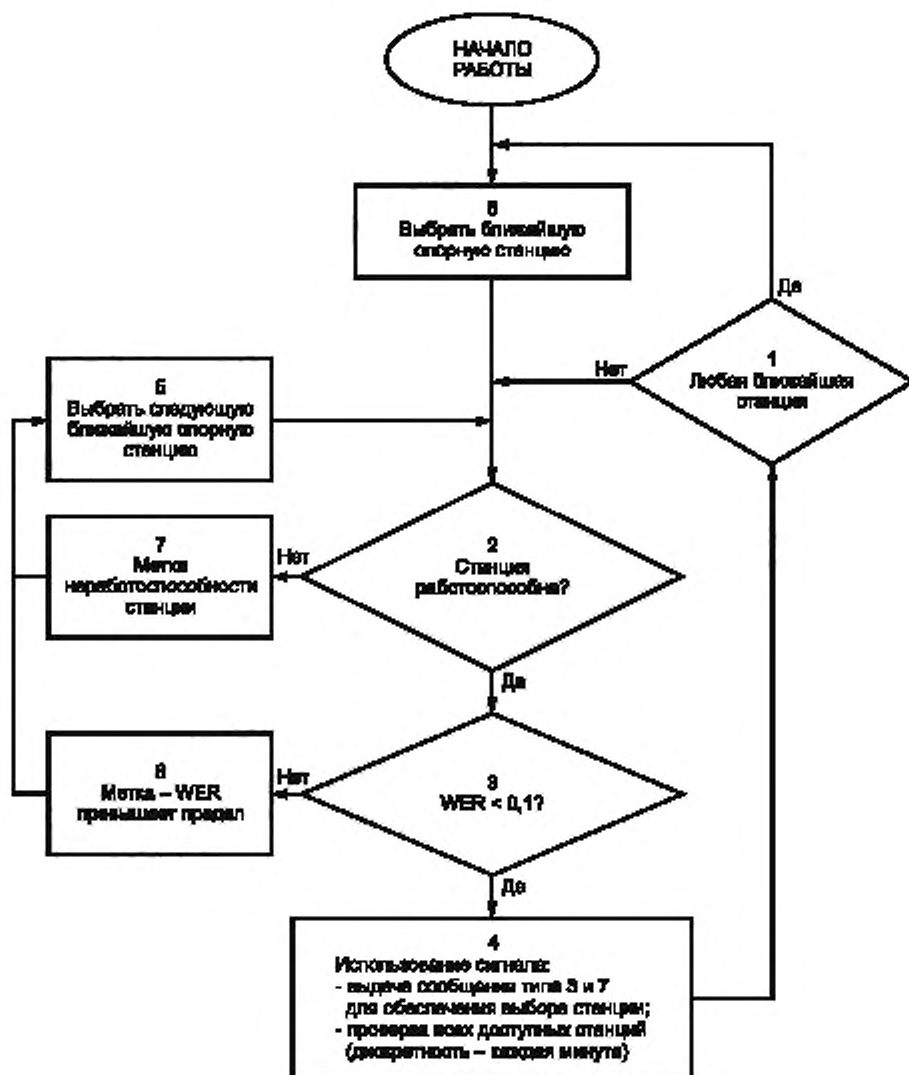 НАЧАЛО
РАБОТЫ
5
Выбрать ближайшую
опорную станцию
Да
1
Любая ближайшая
станция
Нет
6
Выбрать следующую
ближайшую опорную
станцию
7
Метка
неработоспособности
станции
Нет
2
Станция
работоспособна?
Да
8
Метка – WER
превышает предел
Нет
3
WER < 0,1?
Да
4
Использование сигнала:
- выдача сообщения типа 3 и 7
для обеспечения выбора станции;
- проверка всех доступных станций
(дискретность – каждая минута)